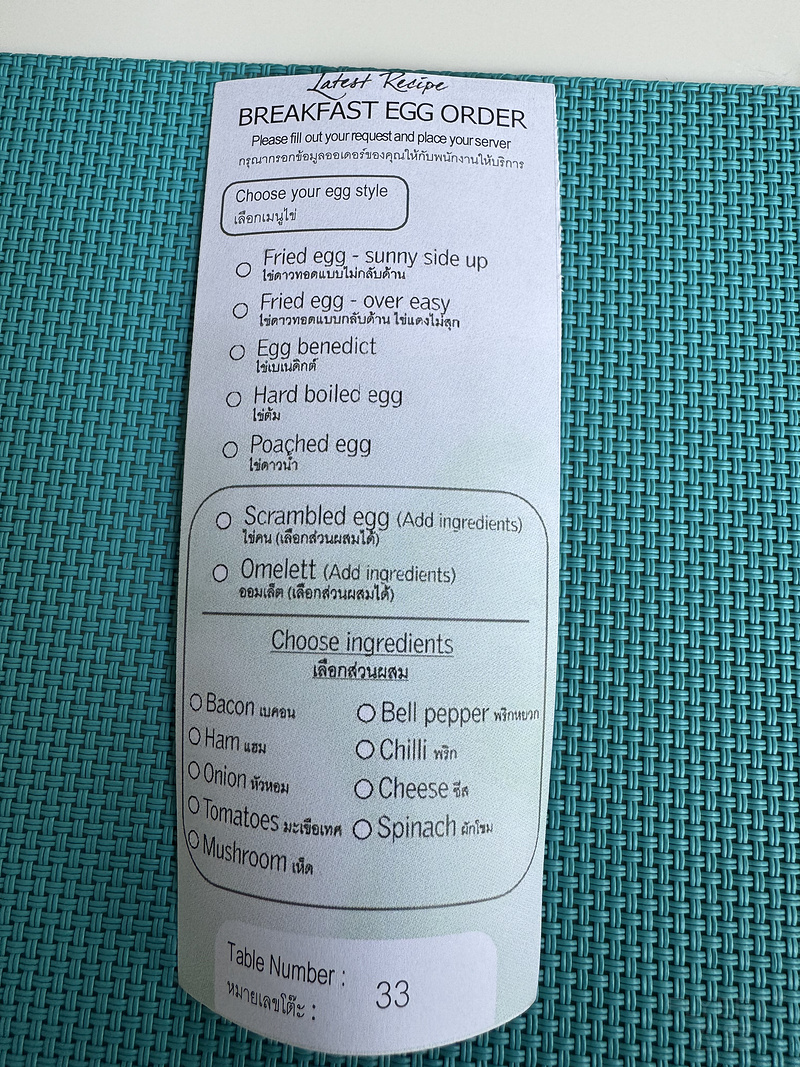 Latest Recipe
BREAKFAST EGG ORDER
Please fill out your request and place your server
กรุณากรอกข้อมูลออเดอร์ของคุณให้กับพนักงานให้บริการ
Choose your egg style
เลือกเมนูไข่
Fried egg - sunny side up
ไข่ดาวทอดแบบไม่กลับด้าน
Fried egg - over easy
ไข่ดาวทอดแบบกลับด้าน ไข่แดงไม่สุก
Egg benedict
ไข่เบเนดิกต์
Hard boiled egg
ไข่ต้ม
Poached egg
ไข่ดาวน้ำ
Scrambled egg (Add ingredients)
ไข่คน (เลือกส่วนผสมได้)
Omelett (Add ingredients)
ออมเล็ต (เลือกส่วนผสมได้)
Choose ingredients
เลือกส่วนผสม
Bacon เบคอน
Ham แฮม
Onion หัวหอม
Tomatoes มะเขือเทศ
Mushroom เห็ด
Bell pepper พริกหยวก
Chilli พริก
Cheese ชีส
Spinach ผักโขม
Table Number : 33
หมายเลขโต๊ะ :